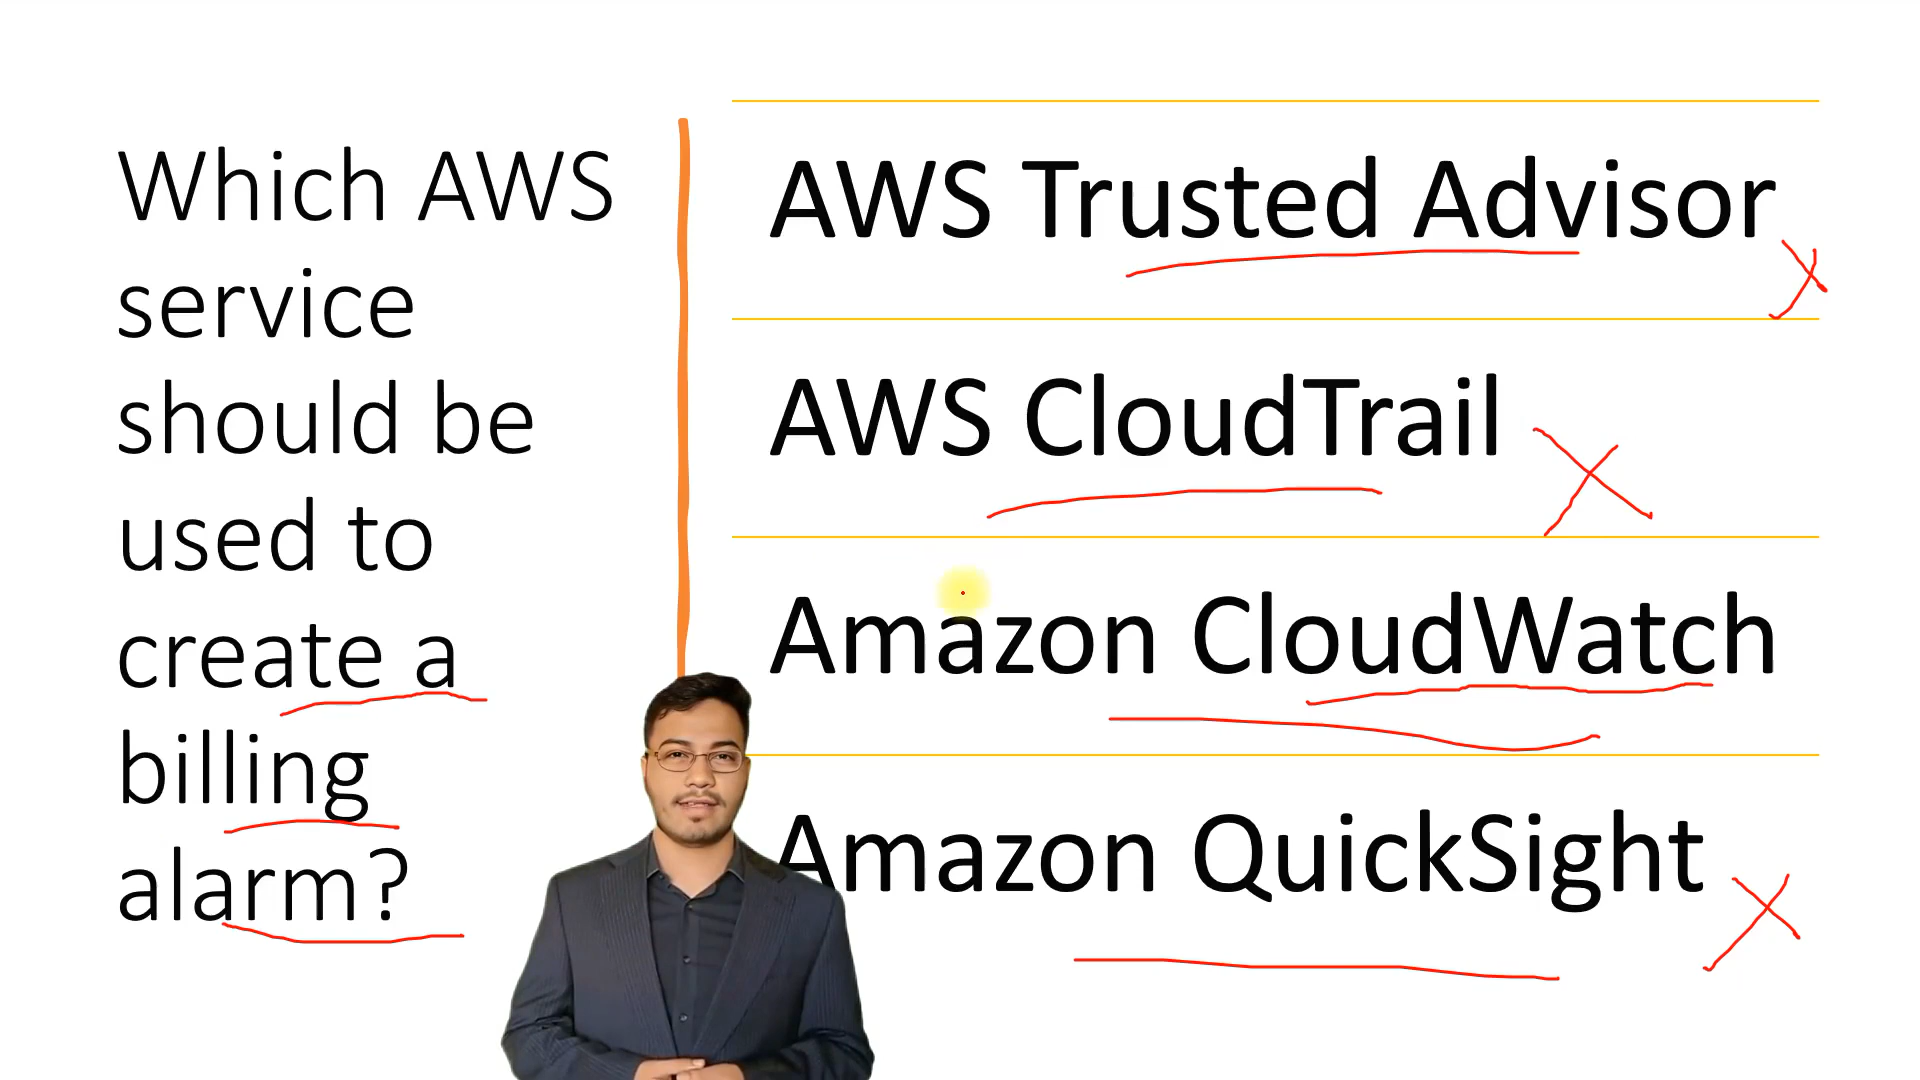 Which AWS
service
should be
used to
create a
billing
alarm?
AWS Trusted Advisor
AWS CloudTrail
Amazon CloudWatch
Amazon QuickSight